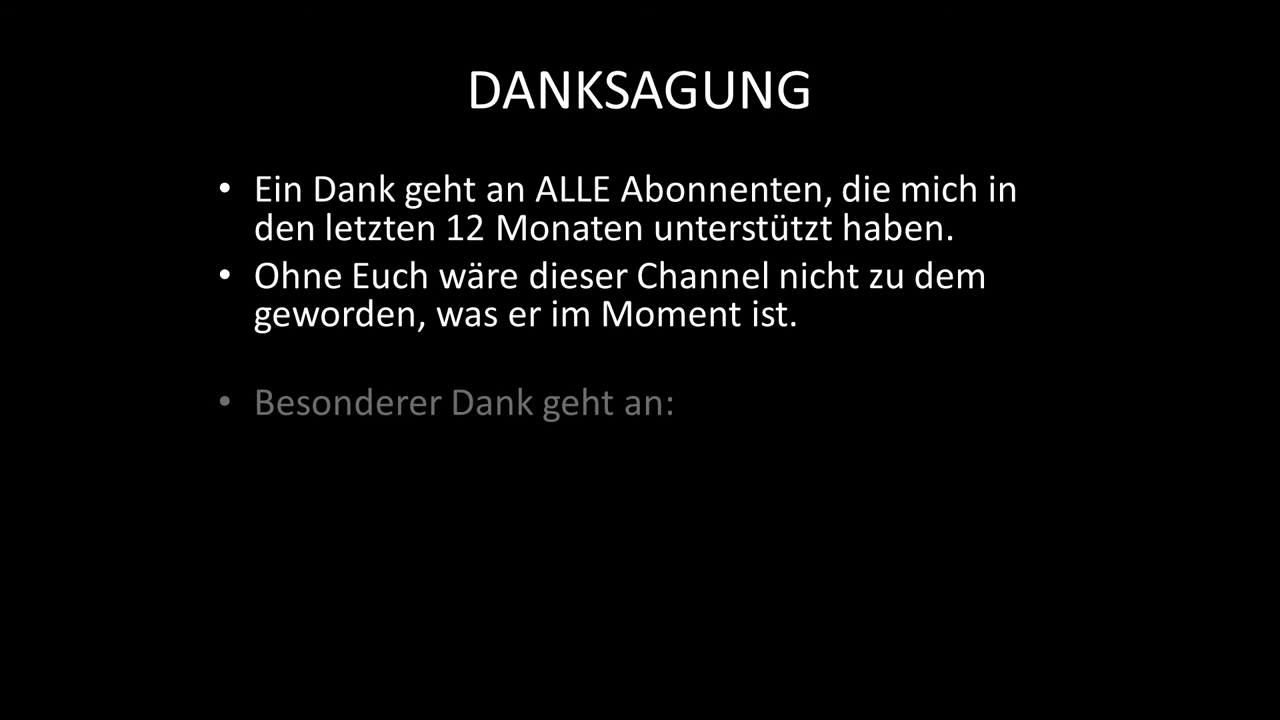 DANKSAGUNG
• Ein Dank geht an ALLE Abonnenten, die mich in
den letzten 12 Monaten unterstützt haben.
• Ohne Euch wäre dieser Channel nicht zu dem
geworden, was er im Moment ist.
• Besonderer Dank geht an: